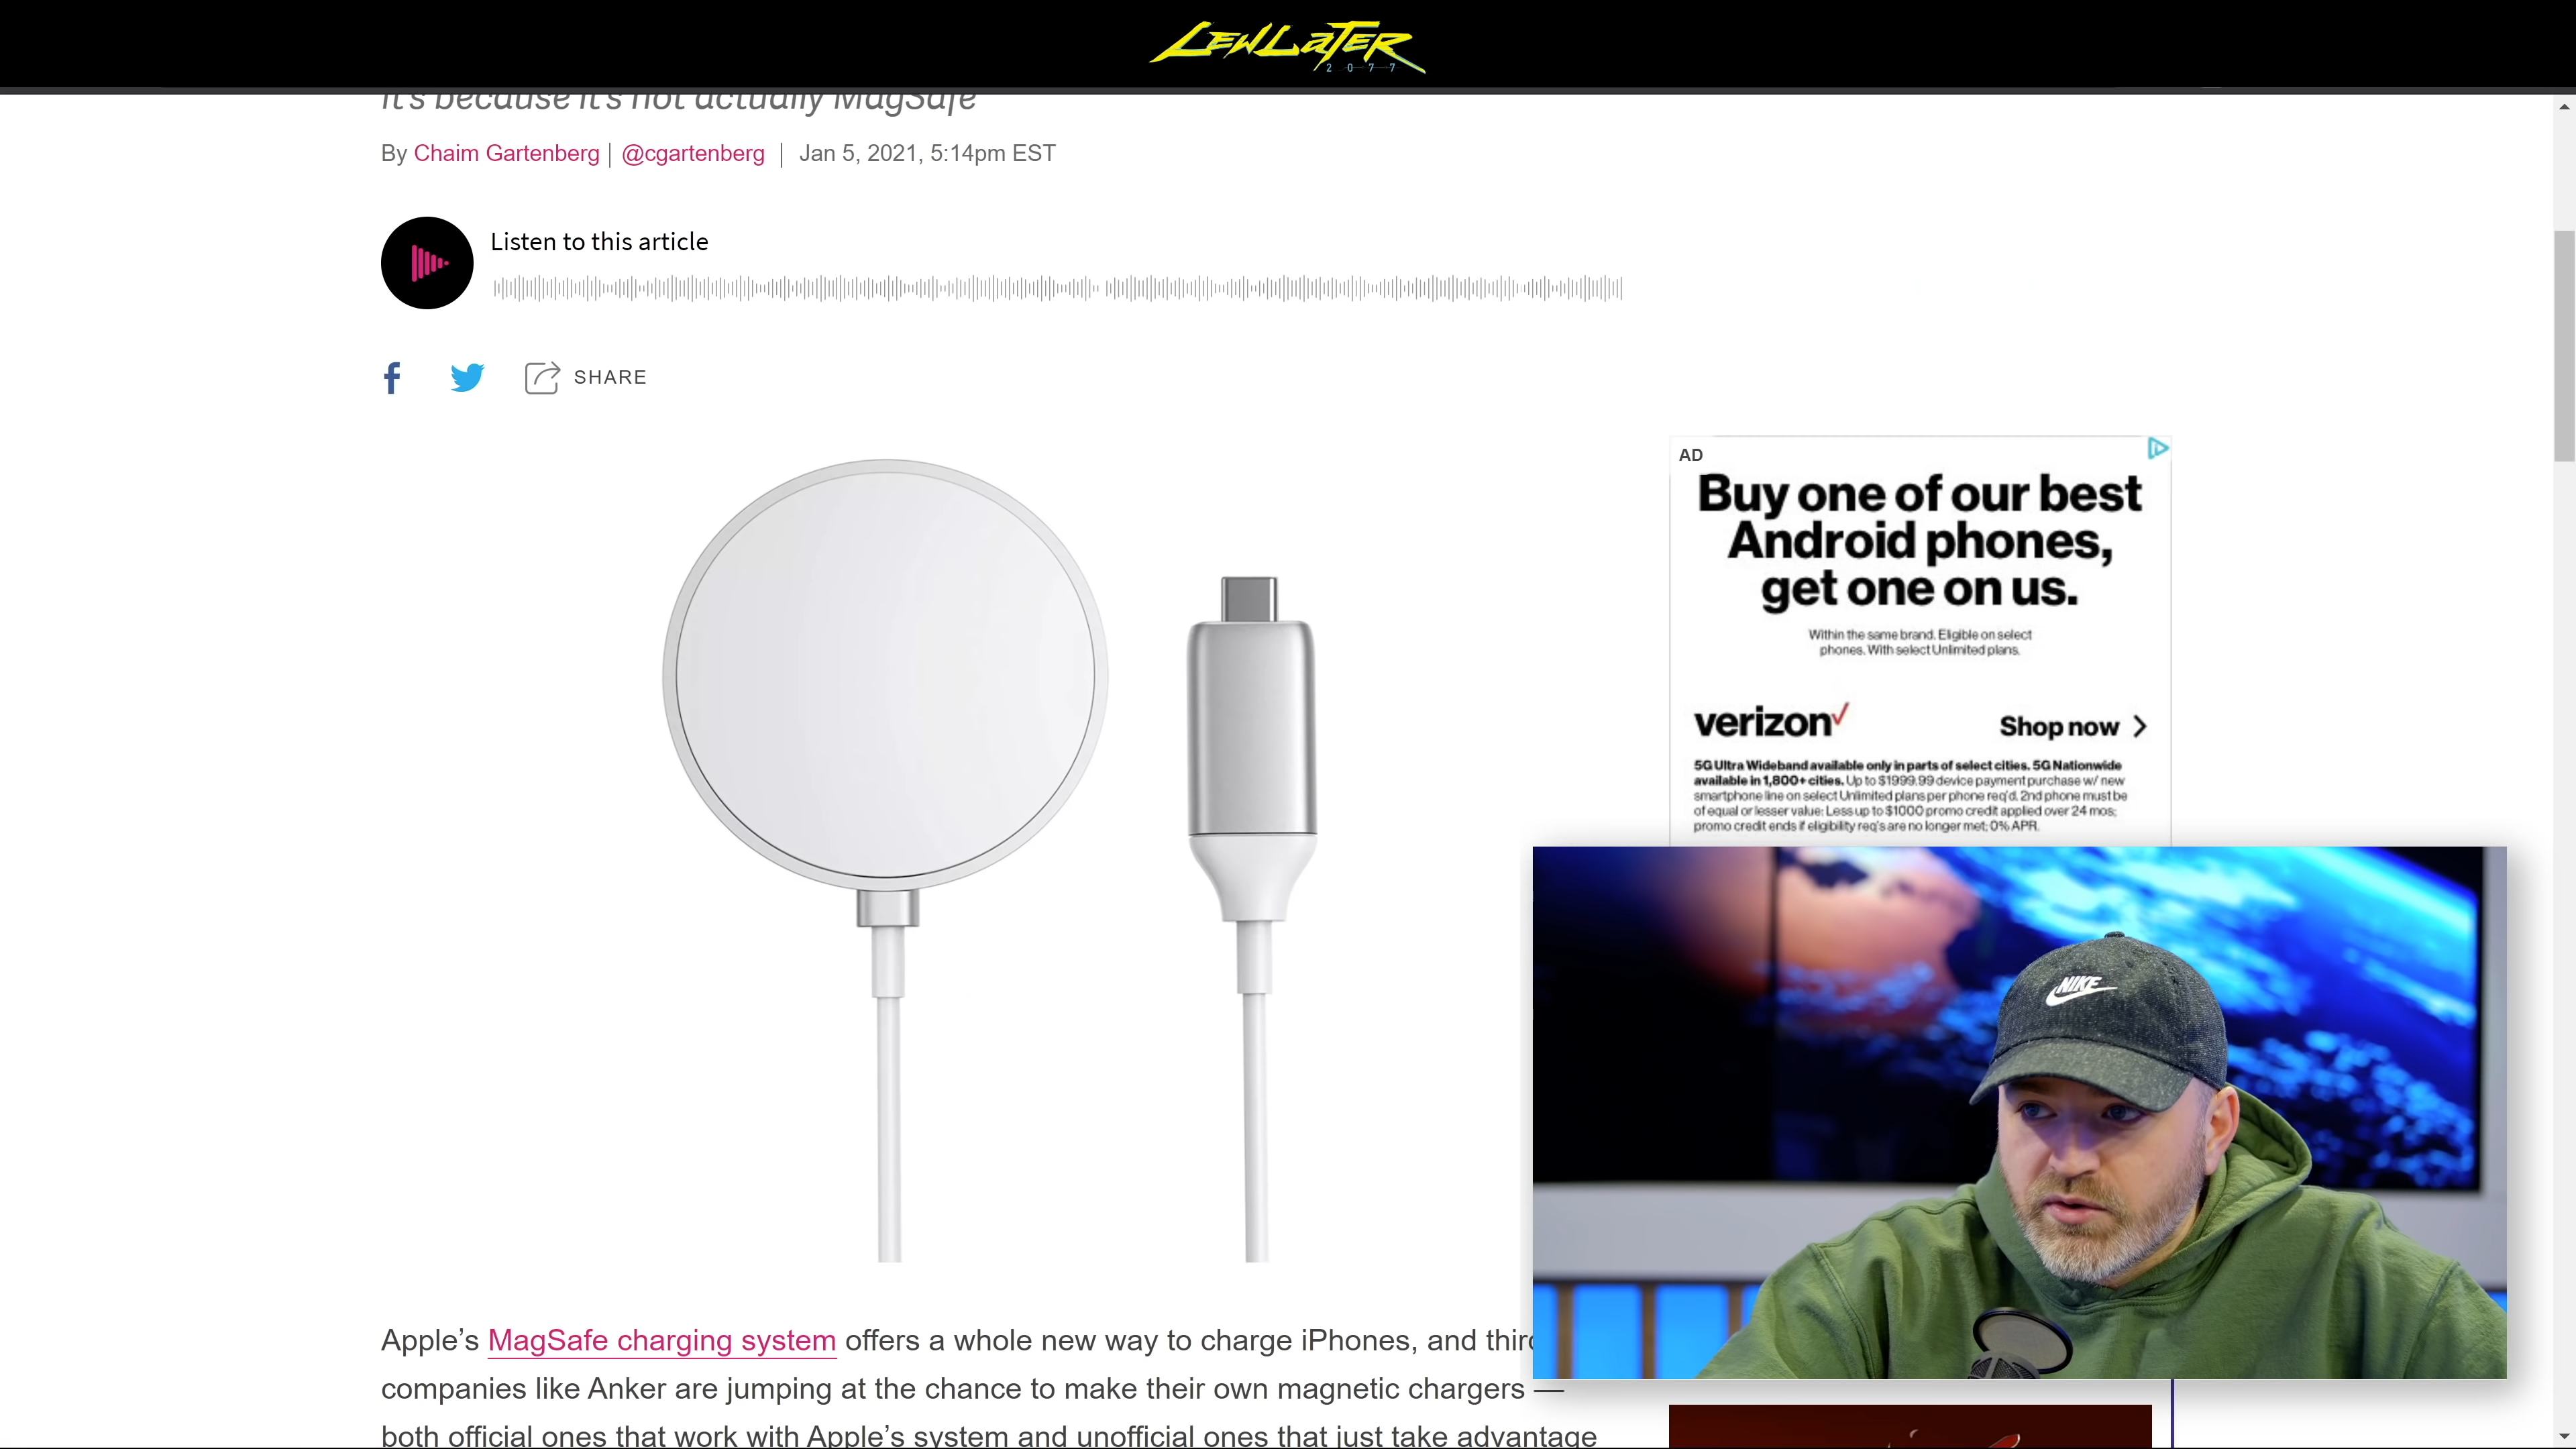 LEWLATER
2077
it's because it's not actually MagSafe
By Chaim Gartenberg | @cgartenberg | Jan 5, 2021, 5:14pm EST
Listen to this article
SHARE
AD
Buy one of our best
Android phones,
get one on us.
Within the same brand. Eligible on select
phones. With select Unlimited plans.
verizon
Shop now
5G Ultra Wideband available only in parts of select cities. 5G Nationwide
available in 1,800+ cities. Up to $1999.99 device payment purchase w/ new
smartphone line on select Unlimited plans per phone req'd. 2nd phone must be
of equal or lesser value: Less up to $1000 promo credit applied over 24 mos;
promo credit ends if eligibility req's are no longer met; 0% APR.
NIKE
Apple’s MagSafe charging system offers a whole new way to charge iPhones, and
companies like Anker are jumping at the chance to make their own magnetic chargers —
both official ones that work with Apple’s system and unofficial ones that just take advantage